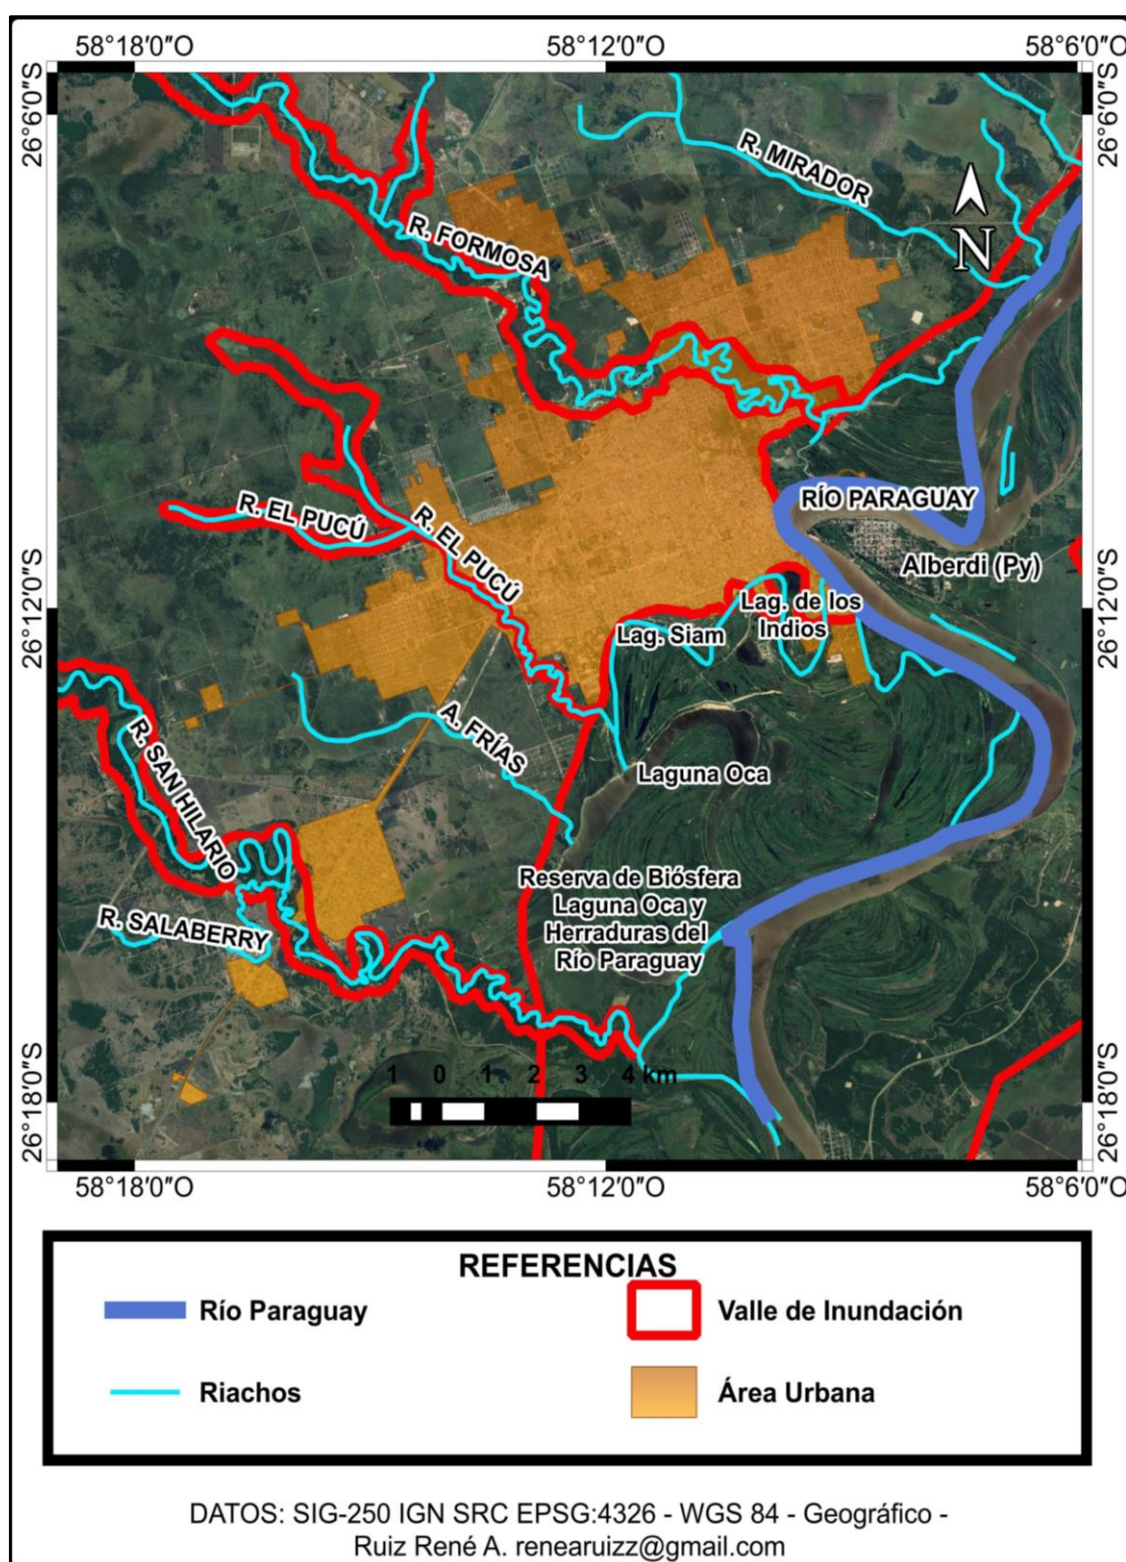 58°18′0″O 58°12′0″O 58°6′0″O
26°6′0″S
26°6′0″S
R. MIRADOR
N
R. FORMOSA
RÍO PARAGUAY
R. EL PUCÚ
R. EL PUCÚ
Alberdi (Py)
26°12′0″S
26°12′0″S
Lag. de los
Indios
Lag. Siam
A. FRÍAS
R. SAN HILARIO
Laguna Oca
Reserva de Biósfera
Laguna Oca y
Herraduras del
Río Paraguay
R. SALABERRY
26°18′0″S
26°18′0″S
1 0 1 2 3 4 km
58°18′0″O 58°12′0″O 58°6′0″O
REFERENCIAS
Río Paraguay
Valle de Inundación
Riachos
Área Urbana
DATOS: SIG-250 IGN SRC EPSG:4326 - WGS 84 - Geográfico -
Ruiz René A. renearuizz@gmail.com